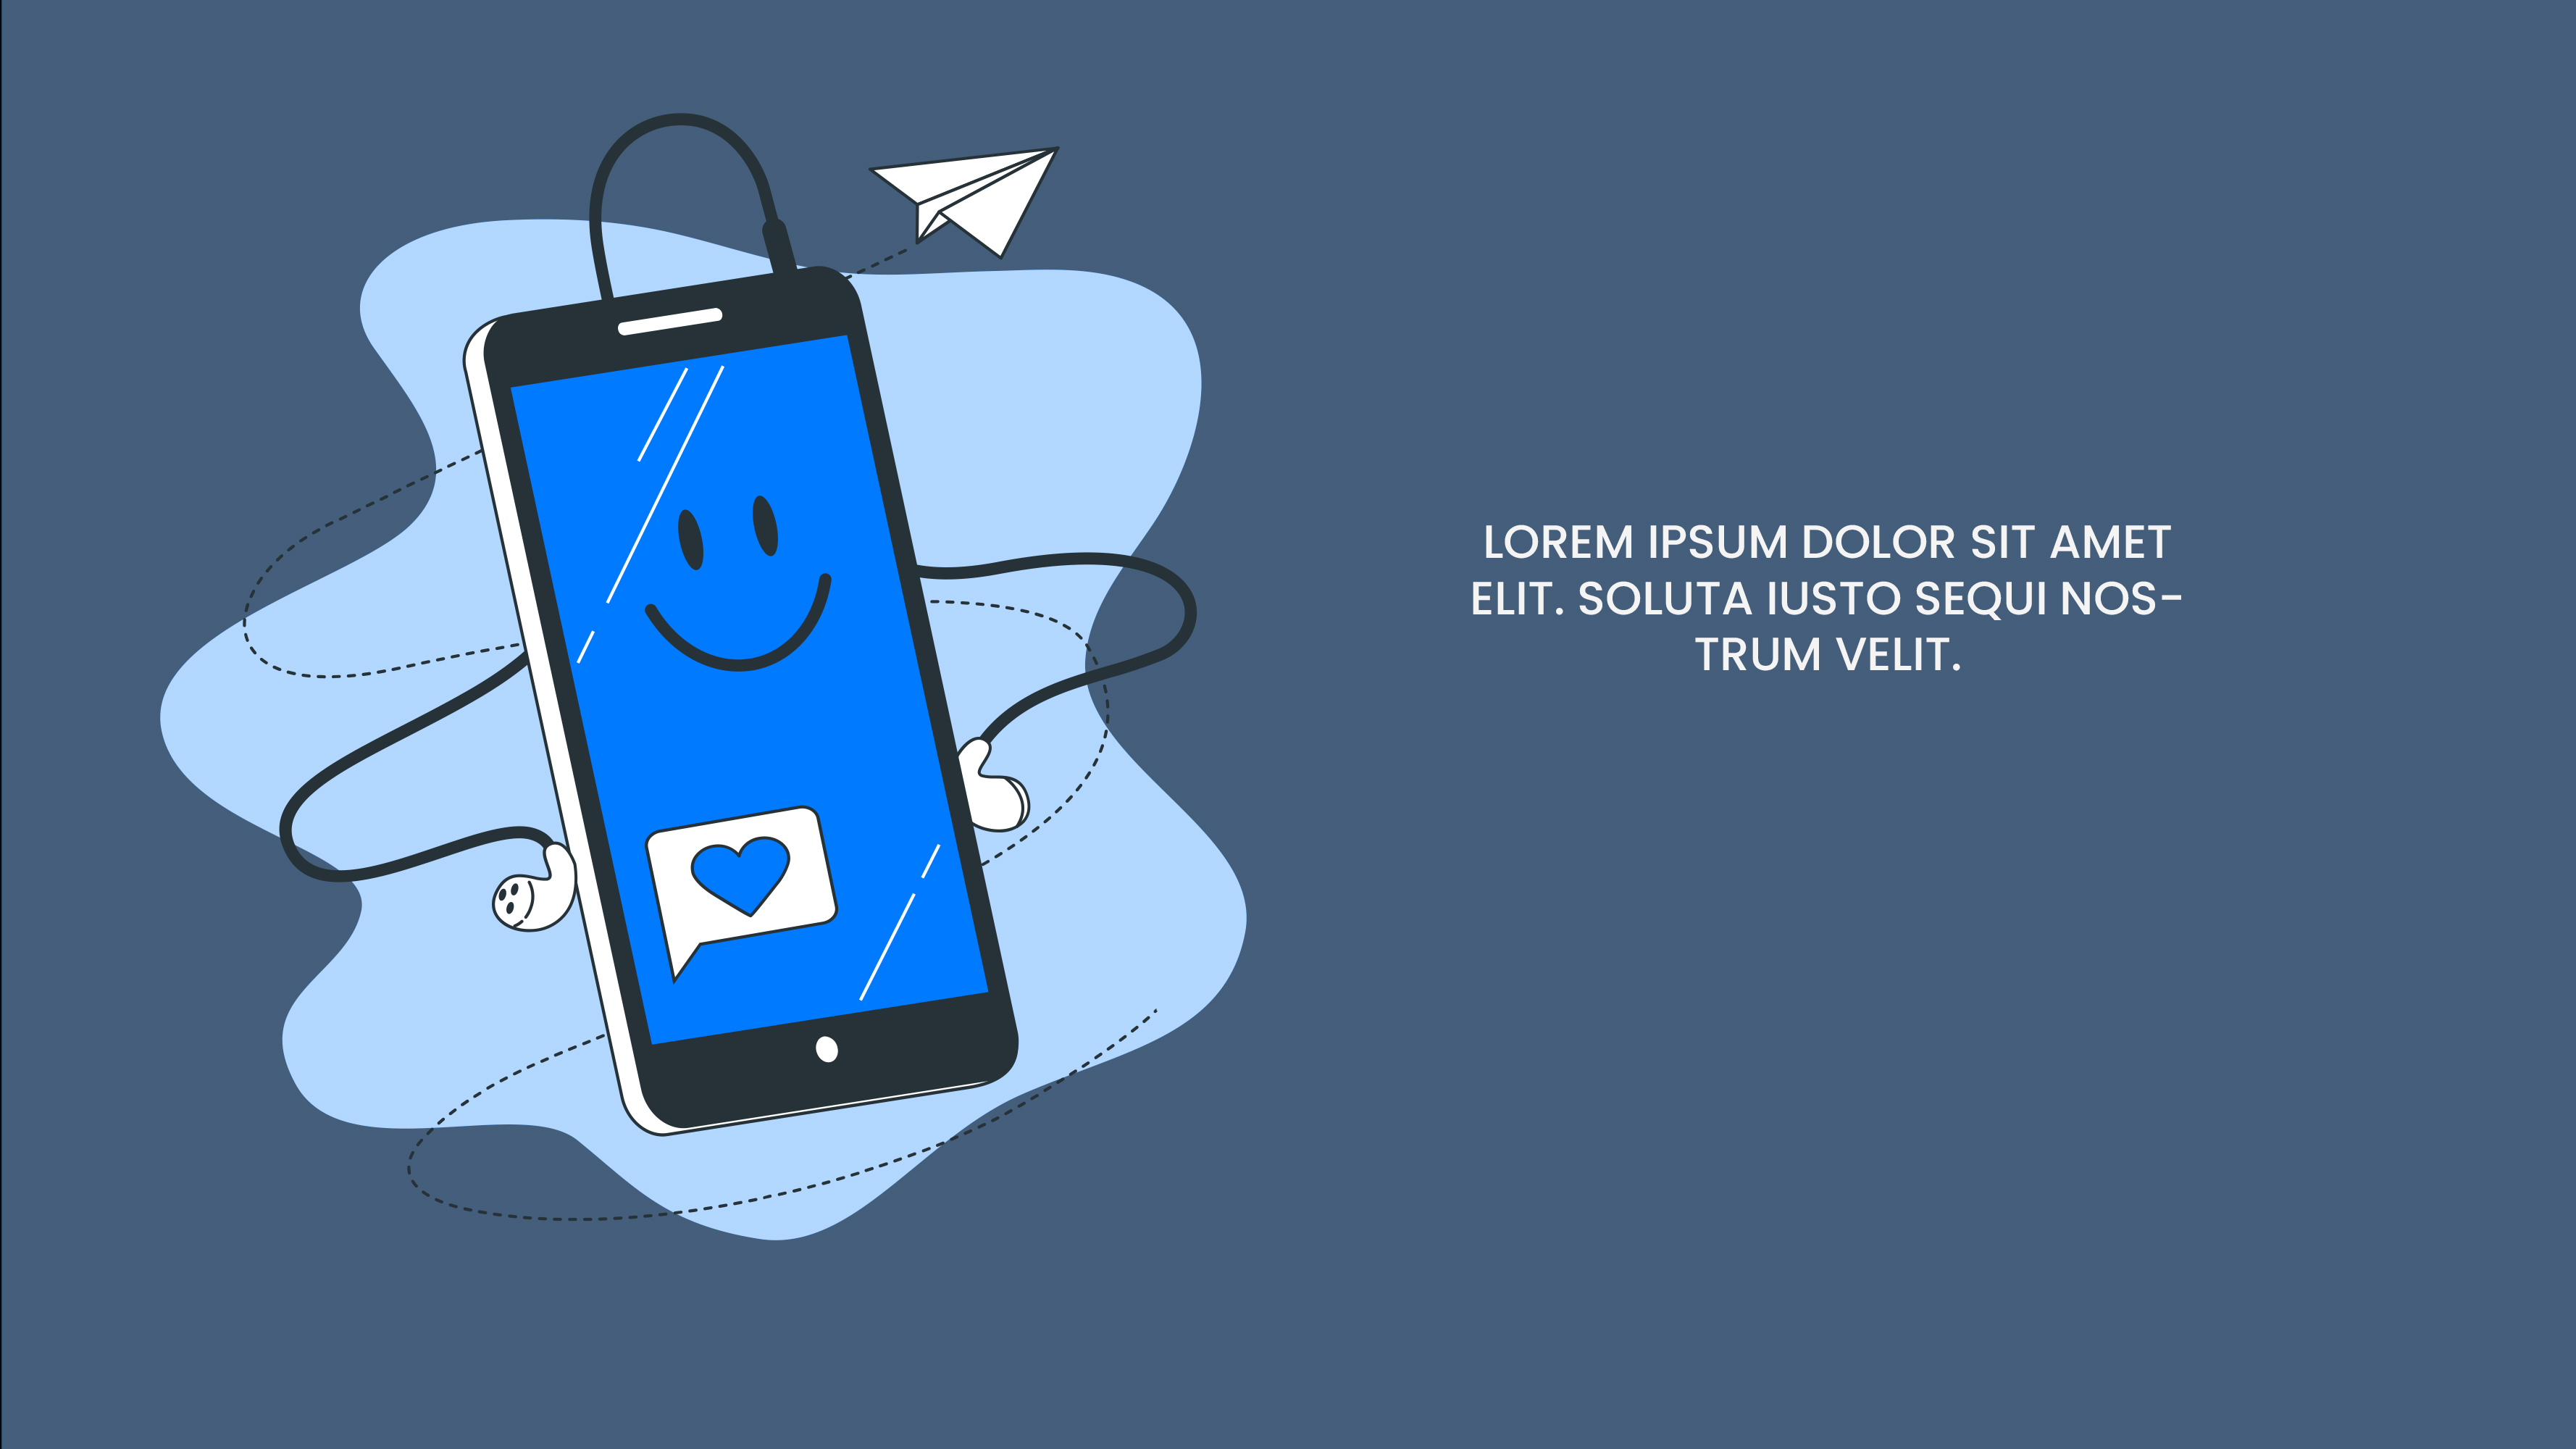 LOREM IPSUM DOLOR SIT AMET
ELIT. SOLUTA IUSTO SEQUI NOS-
TRUM VELIT.